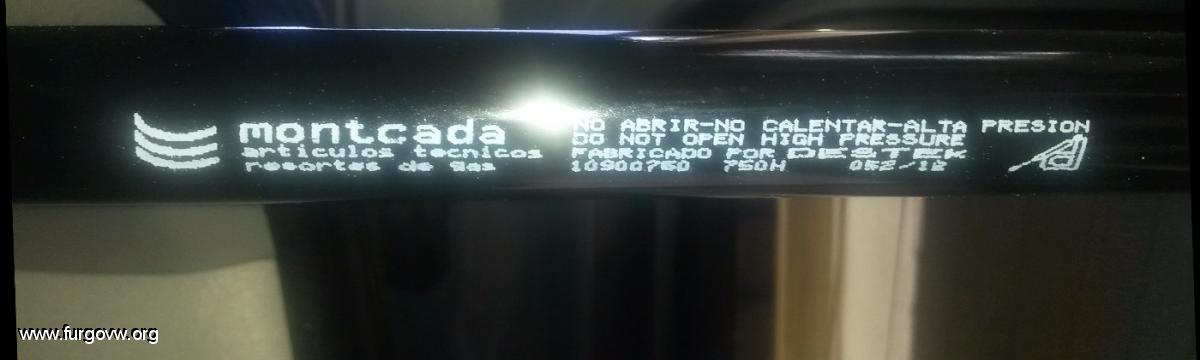 montcada
articulos tecnicos
resortes de gas
NO ABRIR-NO CALENTAR-ALTA PRESION
DO NOT OPEN HIGH PRESSURE
FABRICADO POR DESTEK
10900760 750N 052/12
www.furgovw.org